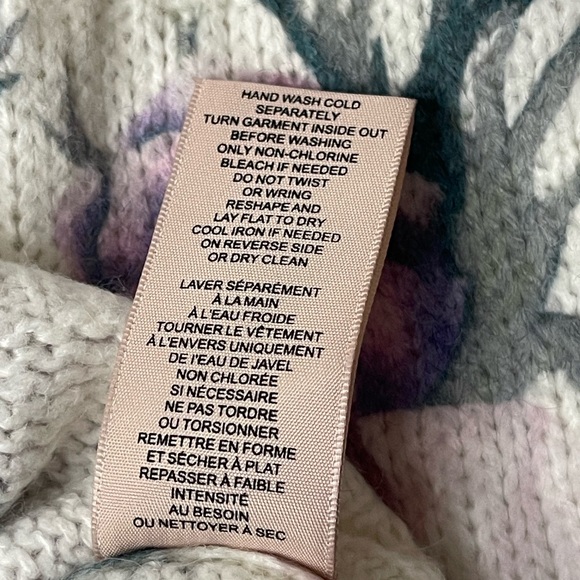 HAND WASH COLD
SEPARATELY
TURN GARMENT INSIDE OUT
BEFORE WASHING
ONLY NON-CHLORINE
BLEACH IF NEEDED
DO NOT TWIST
OR WRING
RESHAPE AND
LAY FLAT TO DRY
COOL IRON IF NEEDED
ON REVERSE SIDE
OR DRY CLEAN
LAVER SÉPARÉMENT
À LA MAIN
À L'EAU FROIDE
TOURNER LE VÊTEMENT
À L'ENVERS UNIQUEMENT
DE l'EAU DE JAVEL
NON CHLORÉE
SI NÉCESSAIRE
NE PAS TORDRE
OU TORSIONNER
REMETTRE EN FORME
ET SÉCHER À PLAT
REPASSER À FAIBLE
INTENSITÉ
AU BESOIN
OU NETTOYER À SEC